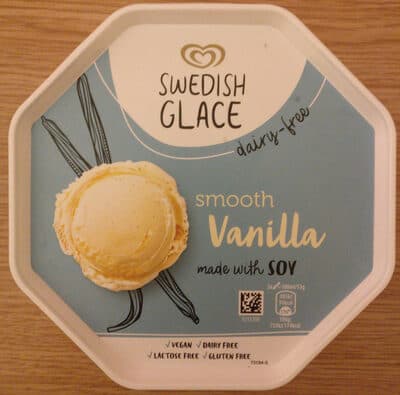 SWEDISH
GLACE
dairy-free
smooth
Vanilla
made with SOY
√ VEGAN √ DAIRY FREE
√ LACTOSE FREE √ GLUTEN FREE